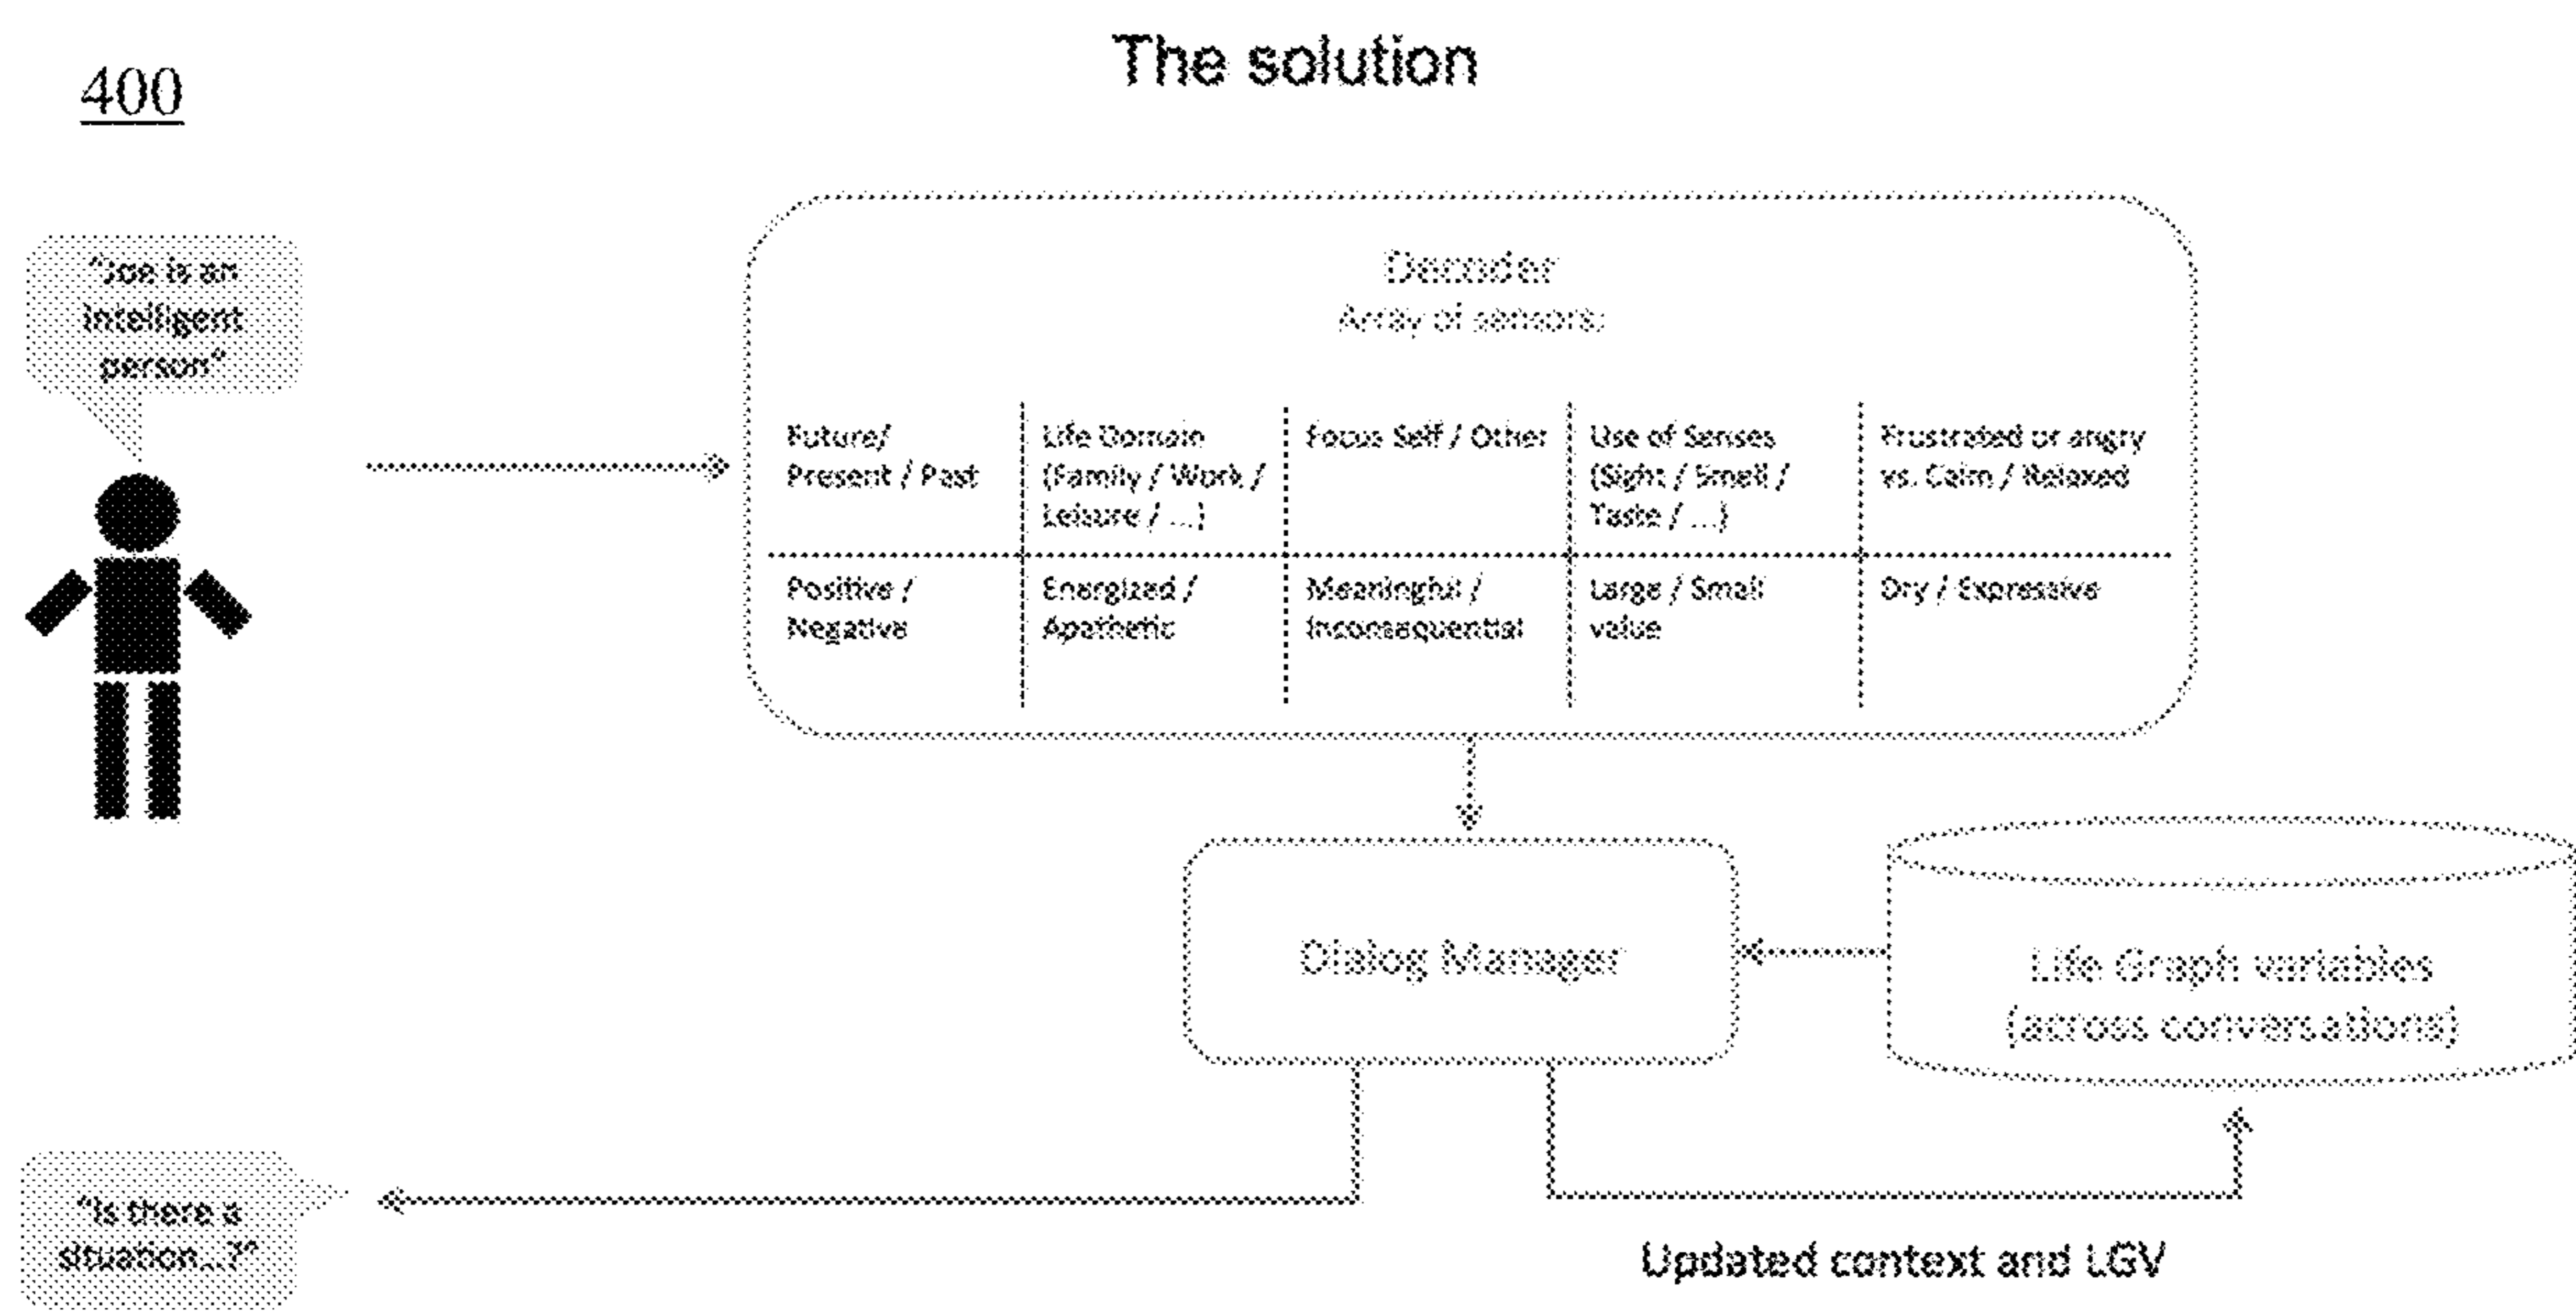 The solution
400
"Joe is an
intelligent
person"
Decoder
Array of sensors:
Future/
Present / Past
Life Domain
(Family / Work /
Leisure / ...)
Focus Self / Other
Use of Senses
(Sight / Smell /
Taste / ...)
Frustrated or angry
vs. Calm / Relaxed
Positive /
Negative
Energized /
Apathetic
Meaningful /
Inconsequential
Large / Small
value
Dry / Expressive
Dialog Manager
Life Graph variables
(across conversations)
"Is there a
situation...?"
Updated context and LGV